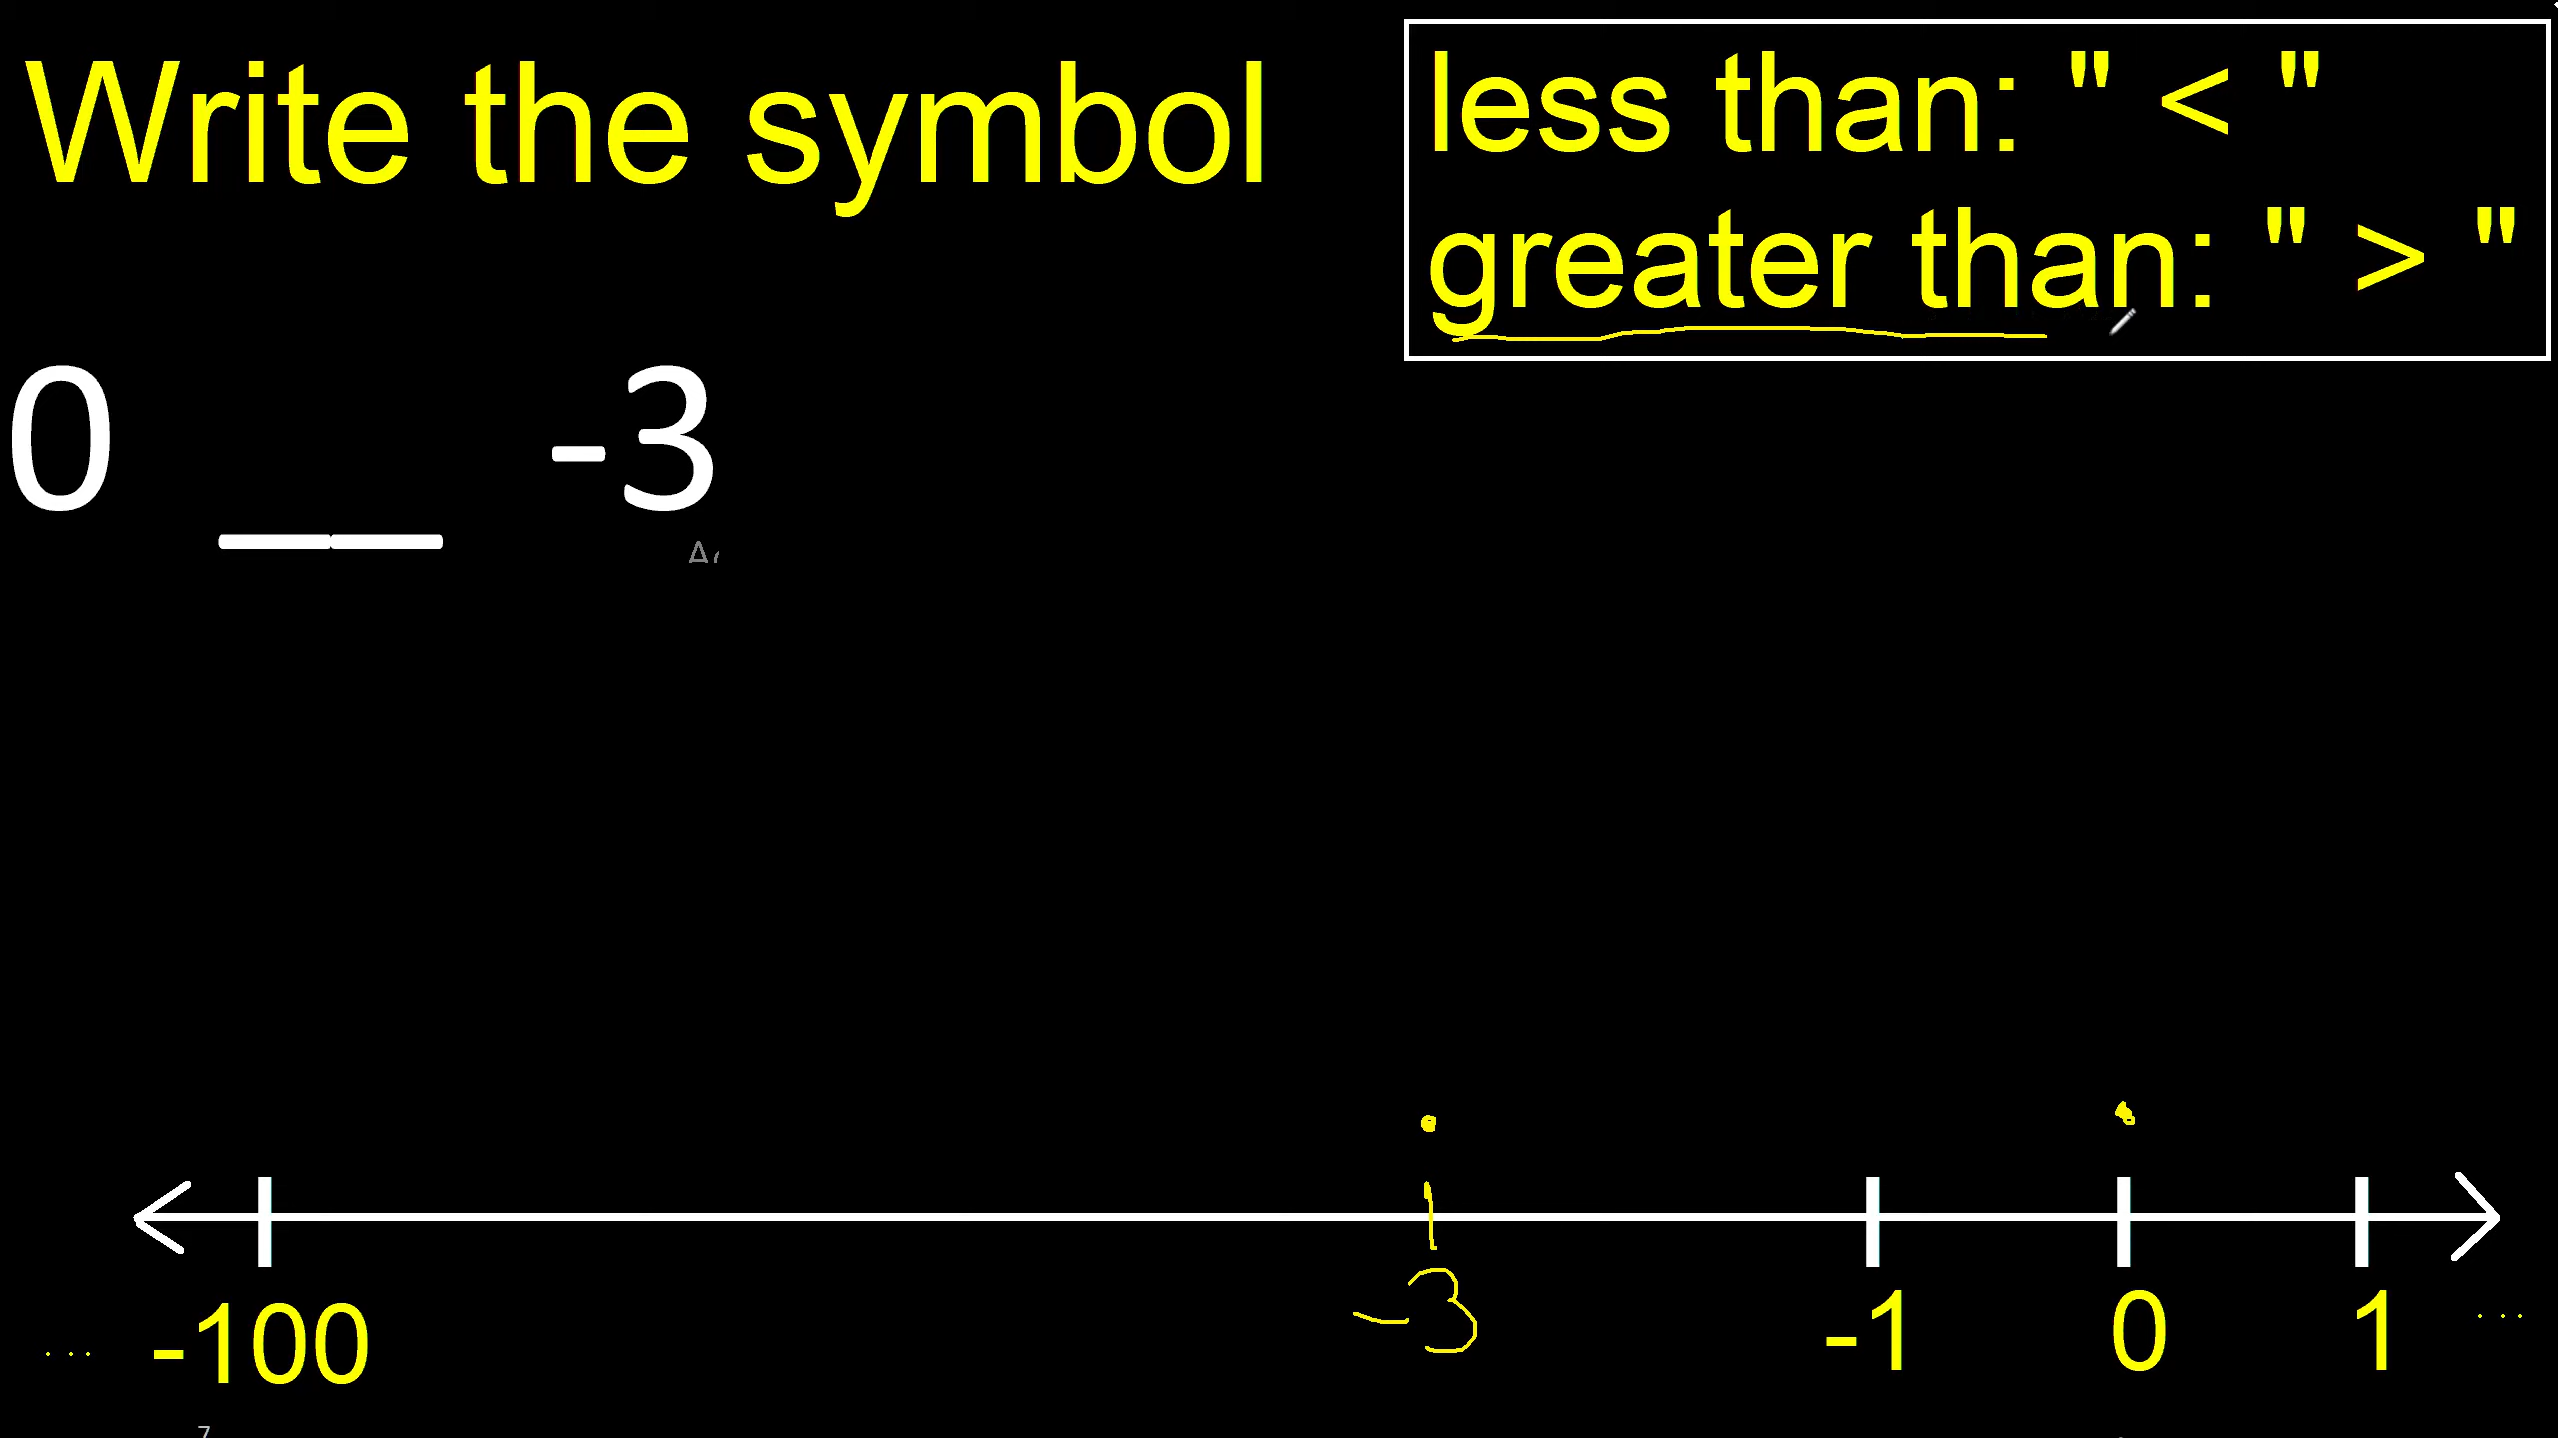 Write the symbol
less than: " < "
greater than: " > "
0 __ -3
... -100 -3 -1 0 1 ...